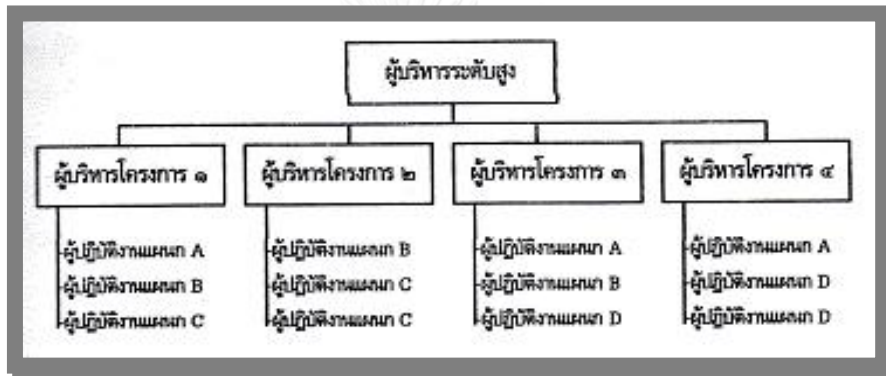 ผู้บริหารระดับสูง
ผู้บริหารโครงการ ๑
ผู้บริหารโครงการ ๒
ผู้บริหารโครงการ ๓
ผู้บริหารโครงการ ๔
ผู้ปฏิบัติงานแผนก A
ผู้ปฏิบัติงานแผนก B
ผู้ปฏิบัติงานแผนก C
ผู้ปฏิบัติงานแผนก B
ผู้ปฏิบัติงานแผนก C
ผู้ปฏิบัติงานแผนก C
ผู้ปฏิบัติงานแผนก A
ผู้ปฏิบัติงานแผนก B
ผู้ปฏิบัติงานแผนก D
ผู้ปฏิบัติงานแผนก A
ผู้ปฏิบัติงานแผนก D
ผู้ปฏิบัติงานแผนก D